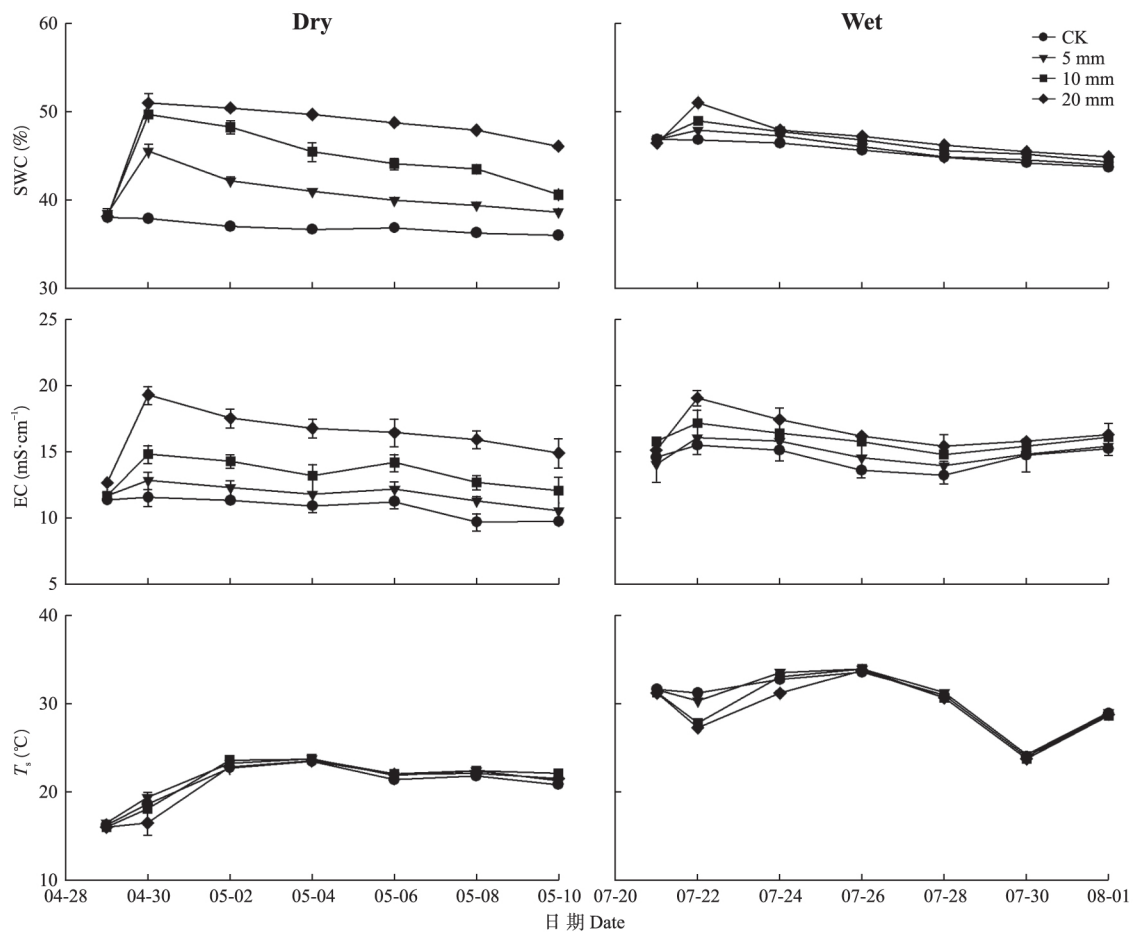 Dry
Wet
CK
5 mm
10 mm
20 mm
60
50
40
30
SWC (%)
25
20
15
10
5
EC (mS·cm⁻¹)
40
30
20
10
Tₛ (℃)
04-28
04-30
05-02
05-04
05-06
05-08
05-10
07-20
07-22
07-24
07-26
07-28
07-30
08-01
日 期 Date